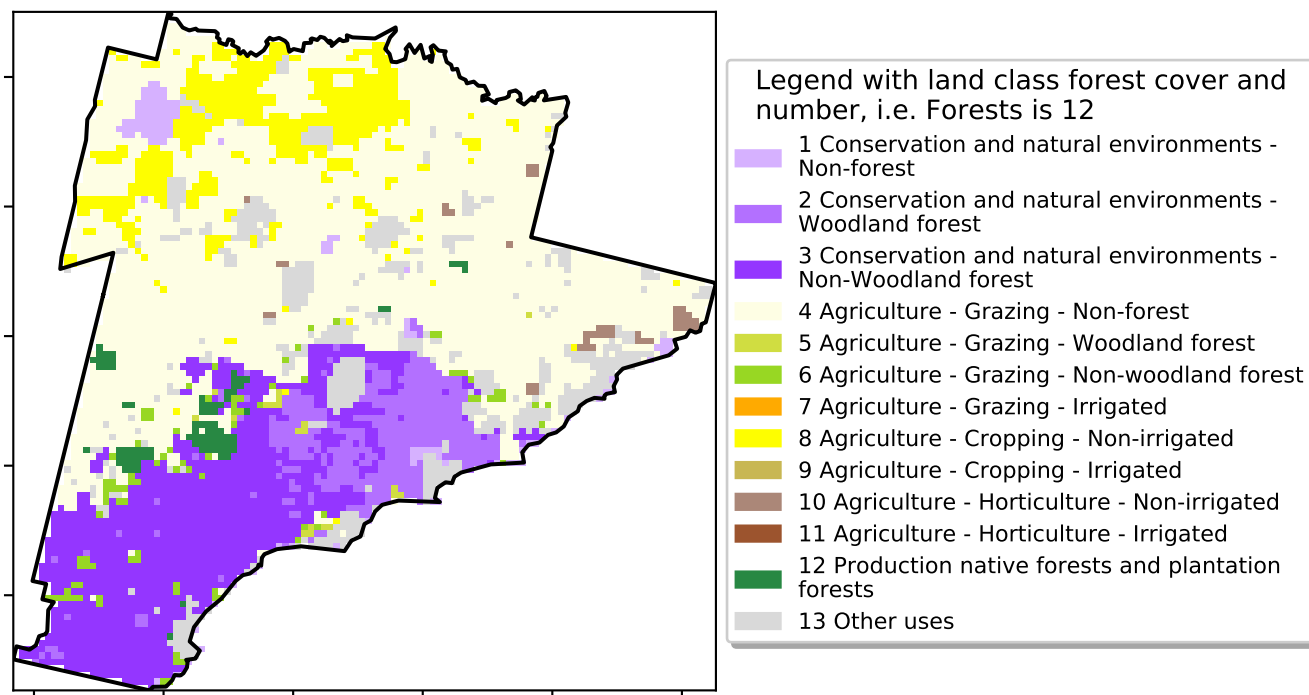 Legend with land class forest cover and
number, i.e. Forests is 12
1 Conservation and natural environments -
Non-forest
2 Conservation and natural environments -
Woodland forest
3 Conservation and natural environments -
Non-Woodland forest
4 Agriculture - Grazing - Non-forest
5 Agriculture - Grazing - Woodland forest
6 Agriculture - Grazing - Non-woodland forest
7 Agriculture - Grazing - Irrigated
8 Agriculture - Cropping - Non-irrigated
9 Agriculture - Cropping - Irrigated
10 Agriculture - Horticulture - Non-irrigated
11 Agriculture - Horticulture - Irrigated
12 Production native forests and plantation
forests
13 Other uses